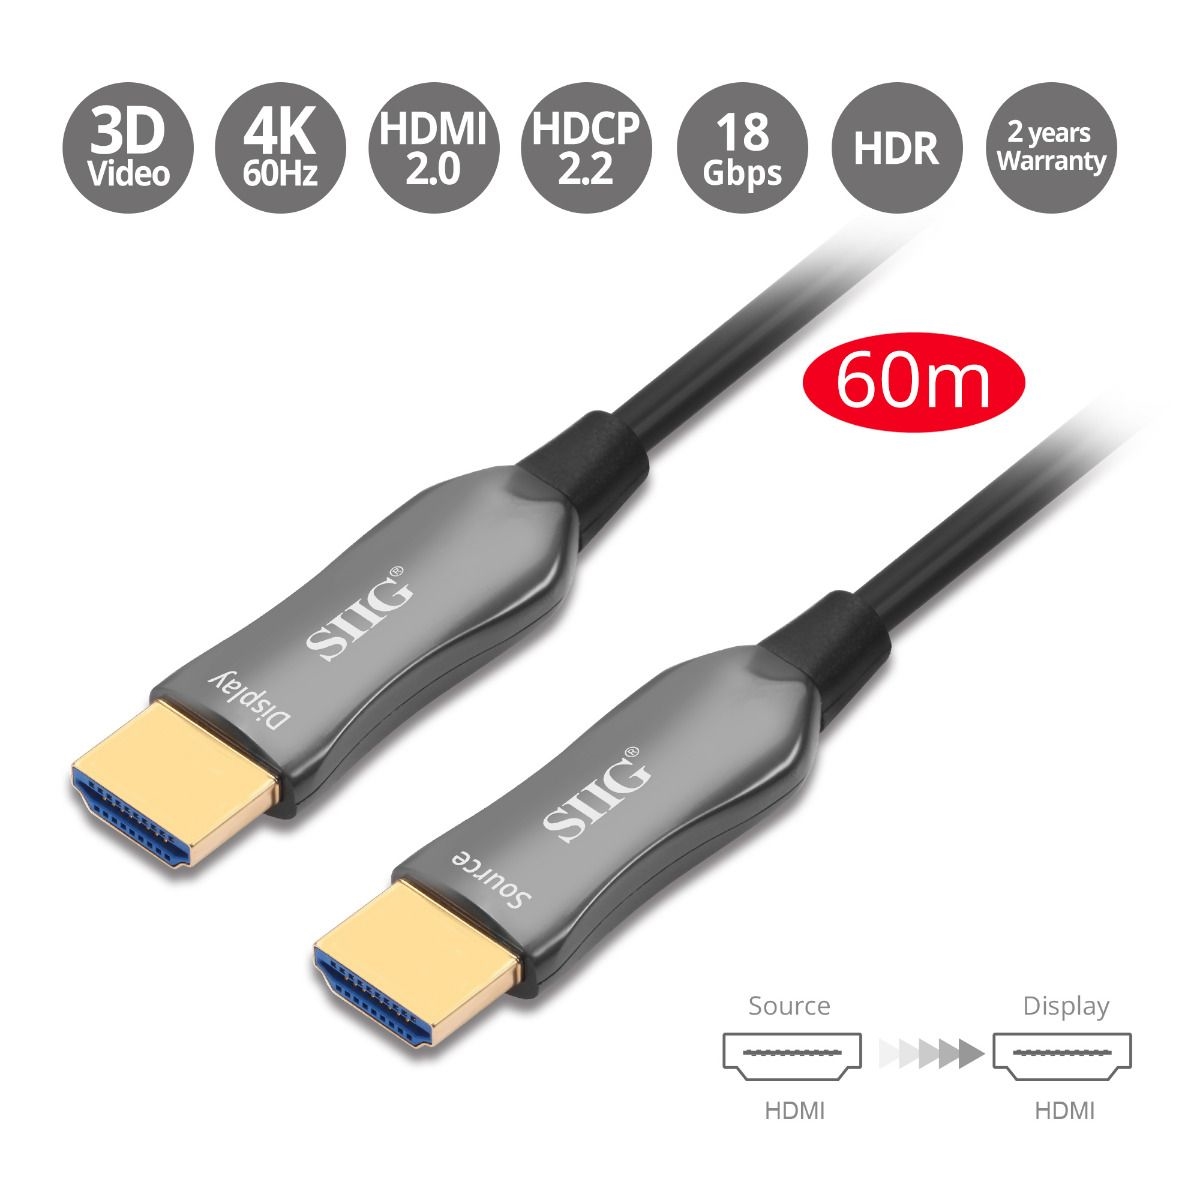 3D
Video
4K
60Hz
HDMI
2.0
HDCP
2.2
18
Gbps
HDR
2 years
Warranty
60m
SIIG®
Display
SIIG®
Source
Source
Display
HDMI
HDMI